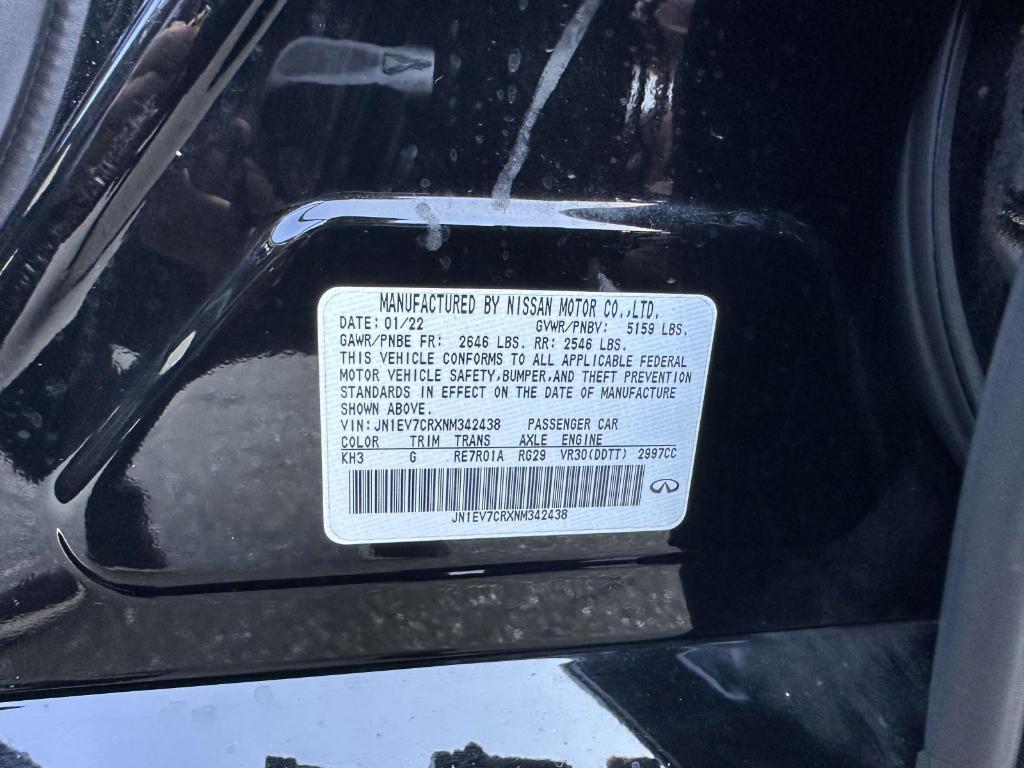 MANUFACTURED BY NISSAN MOTOR CO.,LTD.
DATE: 01/22 GVWR/PNBV: 5159 LBS.
GAWR/PNBE FR: 2646 LBS. RR: 2546 LBS.
THIS VEHICLE CONFORMS TO ALL APPLICABLE FEDERAL
MOTOR VEHICLE SAFETY,BUMPER,AND THEFT PREVENTION
STANDARDS IN EFFECT ON THE DATE OF MANUFACTURE
SHOWN ABOVE.
VIN:JN1EV7CRXNM342438 PASSENGER CAR
COLOR TRIM TRANS AXLE ENGINE
KH3 G RE7R01A RG29 VR30(DDTT) 2997CC
JN1EV7CRXNM342438